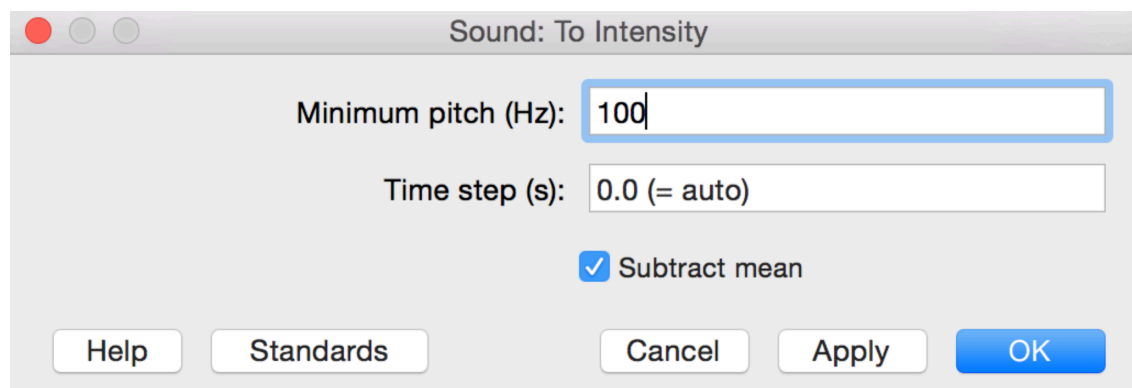 Sound: To Intensity
Minimum pitch (Hz): 100
Time step (s): 0.0 (= auto)
Subtract mean
Help Standards Cancel Apply OK